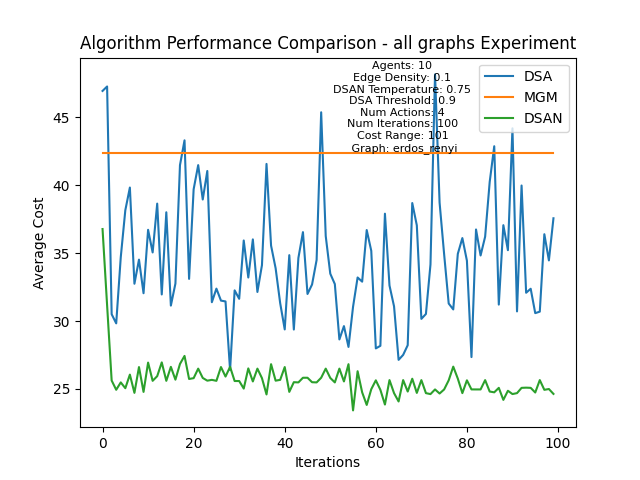 Algorithm Performance Comparison - all graphs Experiment
Agents: 10
Edge Density: 0.1
DSAN Temperature: 0.75
DSA Threshold: 0.9
Num Actions: 4
Num Iterations: 100
Cost Range: 101
Graph: erdos_renyi
DSA
MGM
DSAN
45
40
35
30
25
Average Cost
0 20 40 60 80 100
Iterations